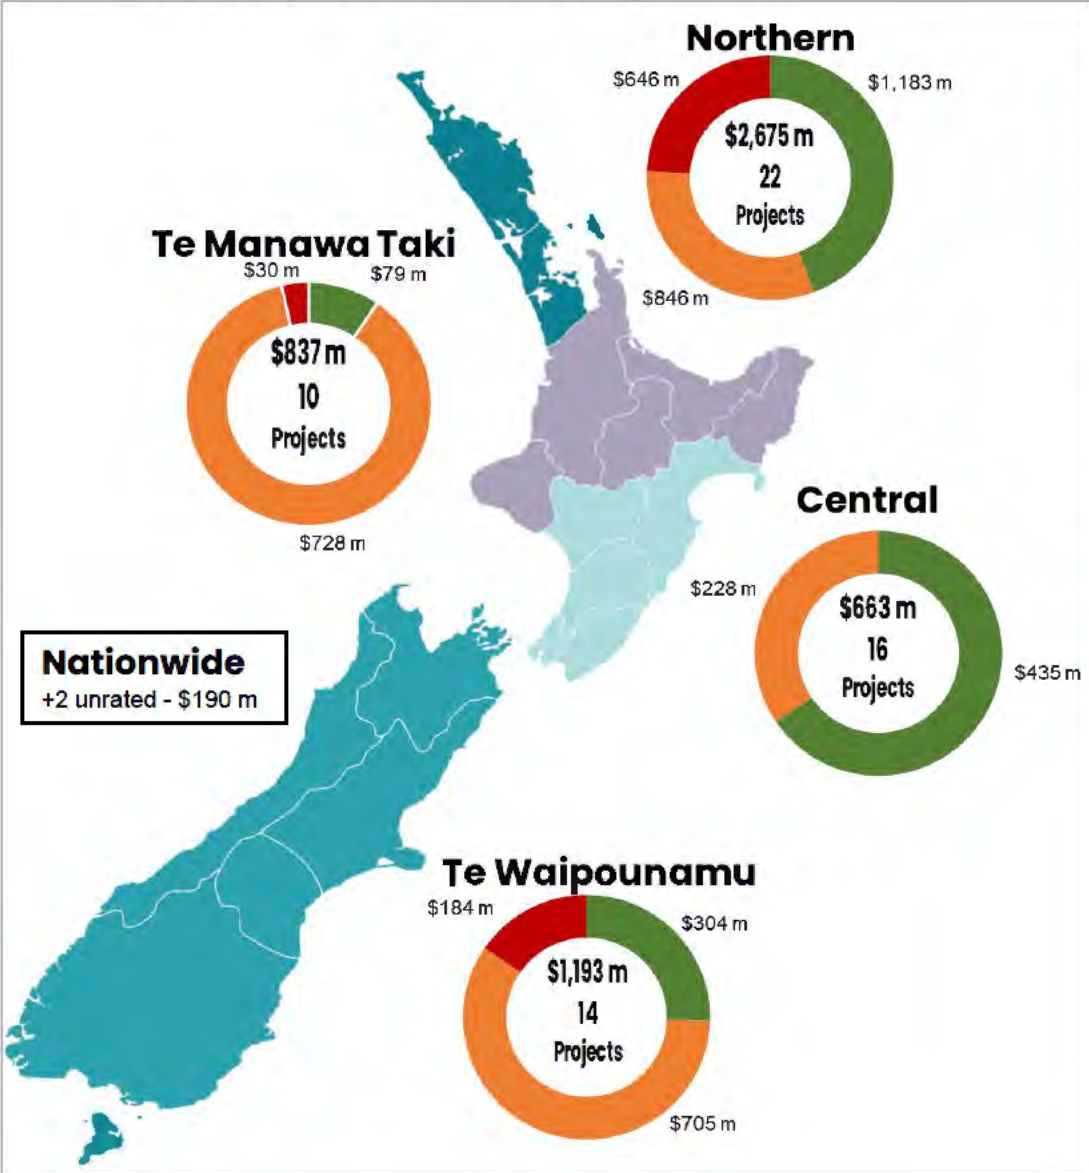 Northern
$646 m
$1,183 m
$2,675 m
22
Projects
$846 m
Te Manawa Taki
$30 m
$79 m
$837 m
10
Projects
$728 m
Central
$228 m
$663 m
16
Projects
$435 m
Nationwide
+2 unrated - $190 m
Te Waipounamu
$184 m
$304 m
$1,193 m
14
Projects
$705 m